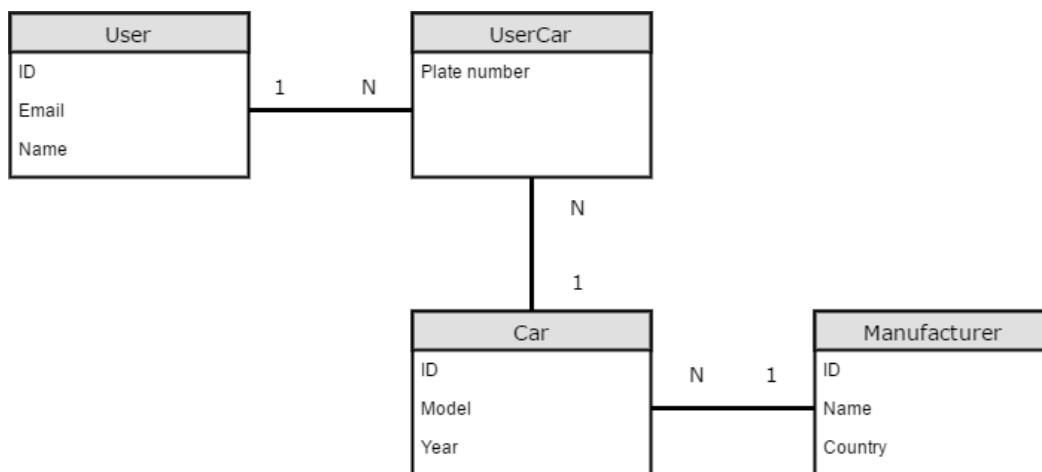 User
ID
Email
Name
1 N
UserCar
Plate number
N
1
Car
ID
Model
Year
N 1
Manufacturer
ID
Name
Country